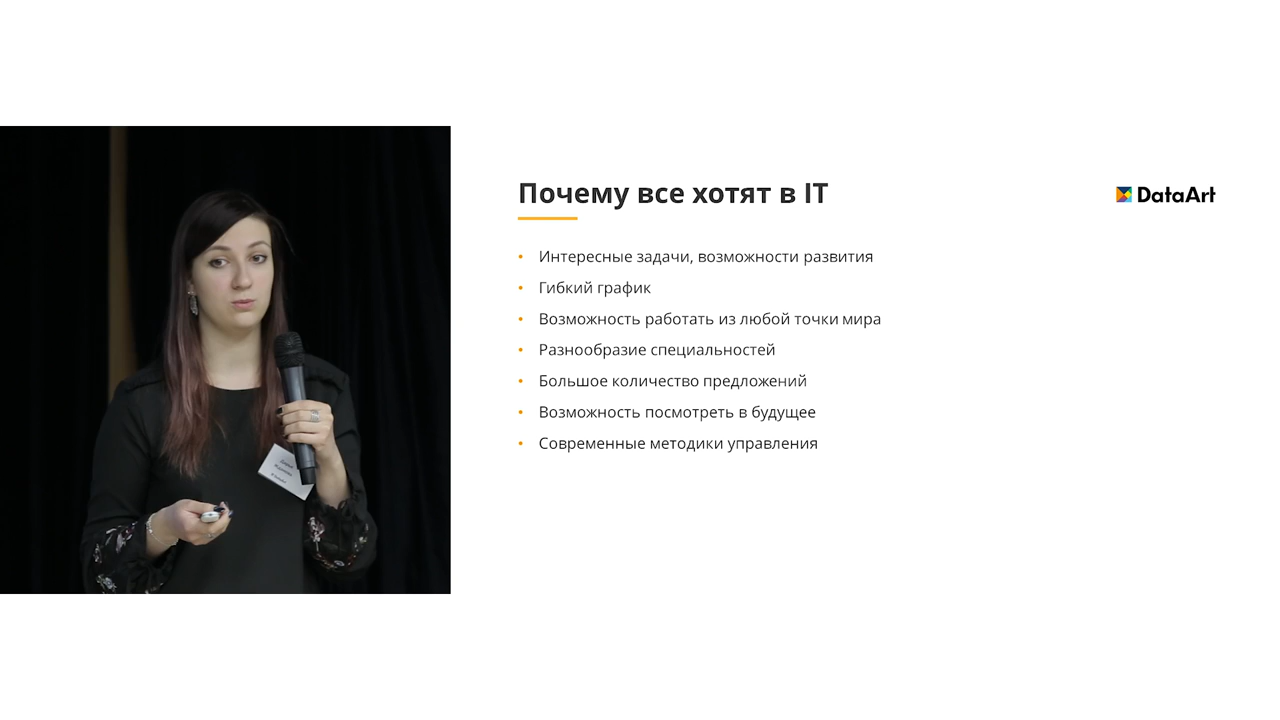 Почему все хотят в IT
DataArt
Интересные задачи, возможности развития
Гибкий график
Возможность работать из любой точки мира
Разнообразие специальностей
Большое количество предложений
Возможность посмотреть в будущее
Современные методики управления